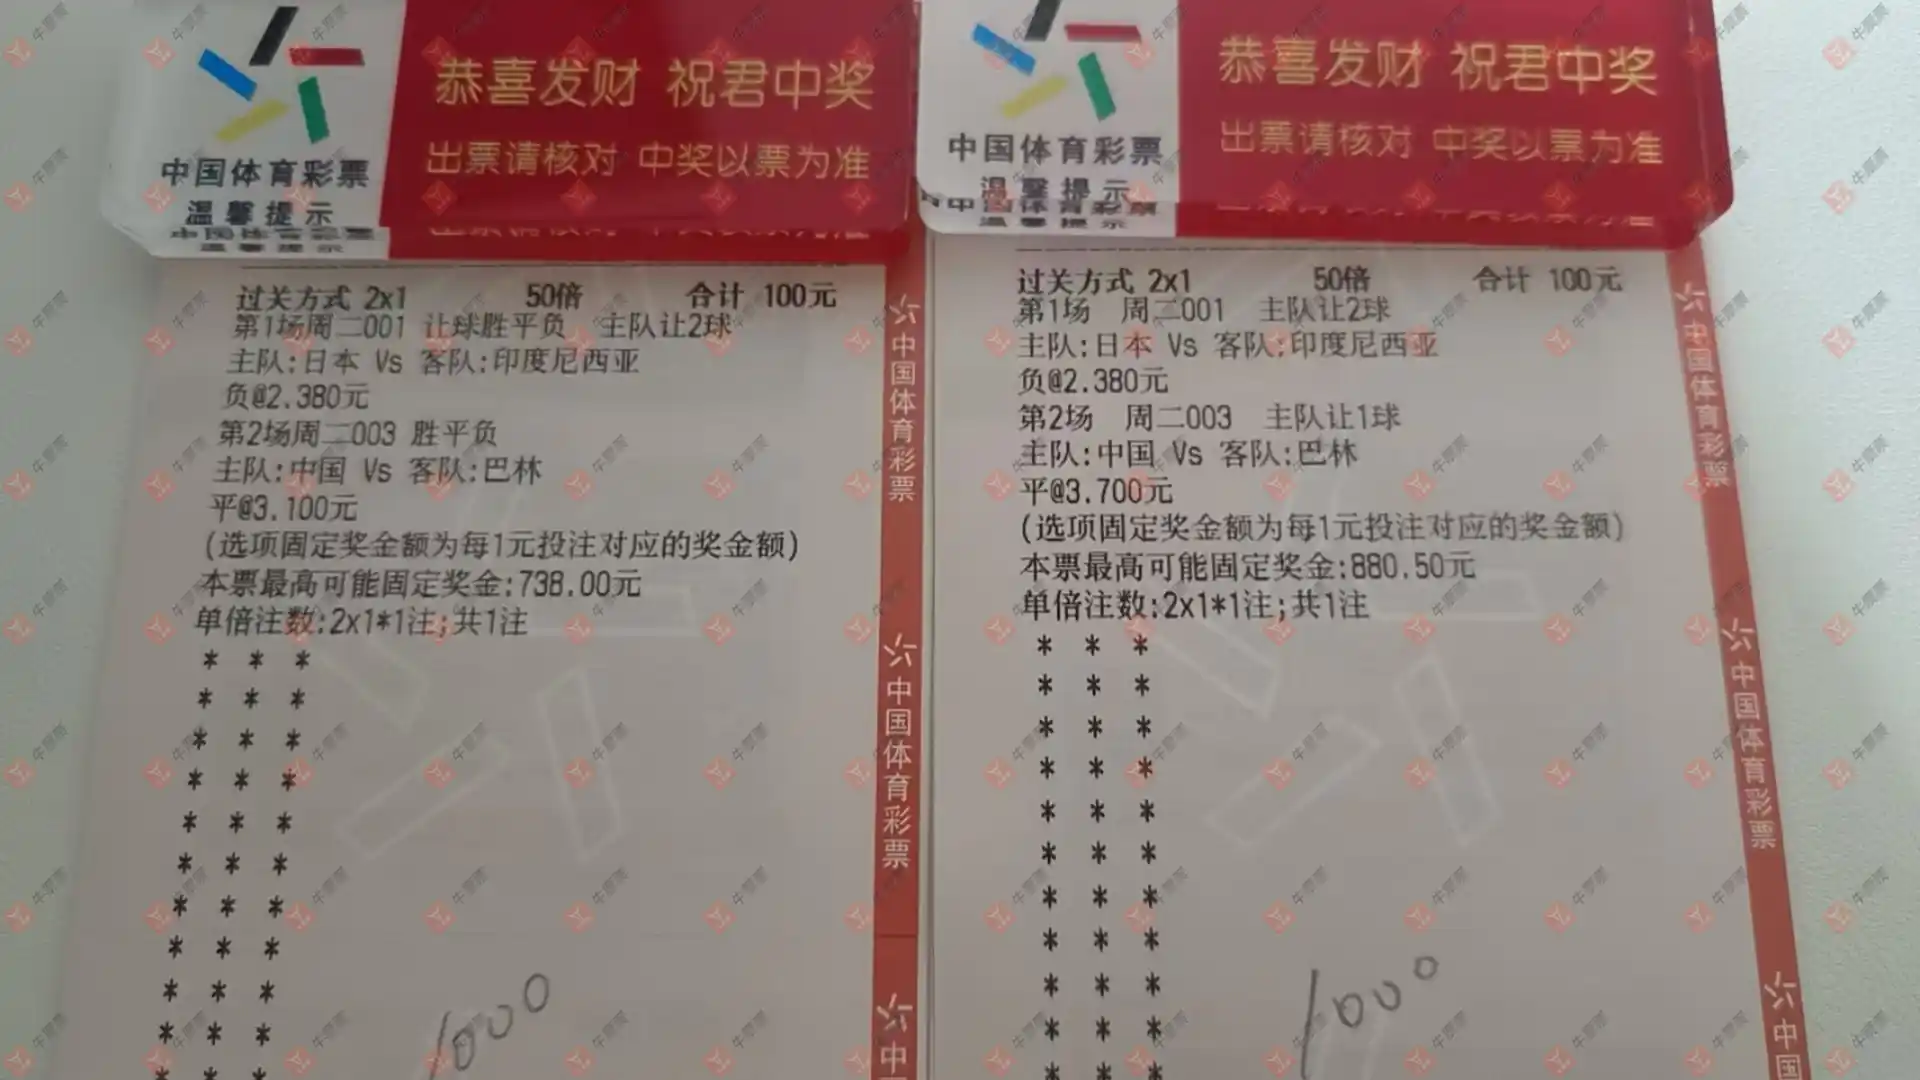 恭喜发财 祝君中奖
出票请核对 中奖以票为准
中国体育彩票
温馨提示
过关方式 2x1 50倍 合计 100元
第1场周二001 让球胜平负 主队让2球
主队:日本 Vs 客队:印度尼西亚
负@2.380元
第2场周二003 胜平负
主队:中国 Vs 客队:巴林
平@3.100元
(选项固定奖金额为每1元投注对应的奖金额)
本票最高可能固定奖金:738.00元
单倍注数:2x1*1注;共1注
1000
中国体育彩票
中国体育彩票
中
恭喜发财 祝君中奖
出票请核对 中奖以票为准
中国体育彩票
温馨提示
过关方式 2x1 50倍 合计 100元
第1场 周二001 主队让2球
主队:日本 Vs 客队:印度尼西亚
负@2.380元
第2场 周二003 主队让1球
主队:中国 Vs 客队:巴林
平@3.700元
(选项固定奖金额为每1元投注对应的奖金额)
本票最高可能固定奖金:880.50元
单倍注数:2x1*1注;共1注
1000
中国体育彩票
中国体育彩票
中国